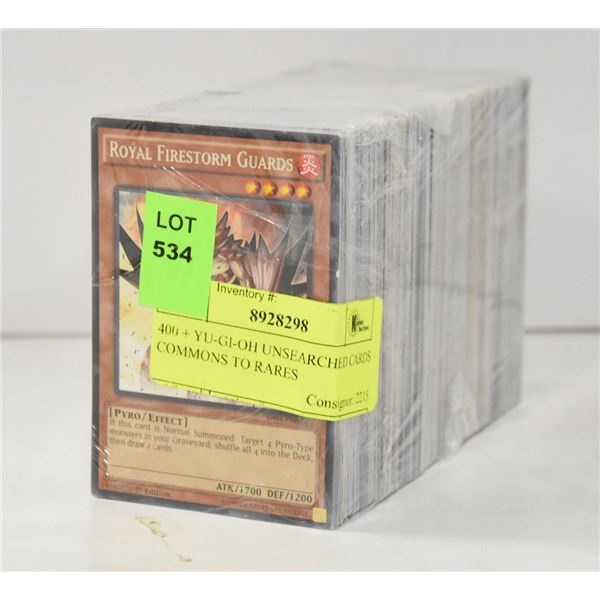 ROYAL FIRESTORM GUARDS
炎
LOT
534
Inventory #:
8928298
400 + YU-GI-OH UNSEARCHED CARDS
COMMONS TO RARES
Consignor: 2215
[PYRO/EFFECT]
If this card is Normal Summoned: Target 4 Pyro-Type
monsters in your Graveyard; shuffle all 4 into the Deck,
then draw 2 cards.
ATK/1700 DEF/1200
Edition